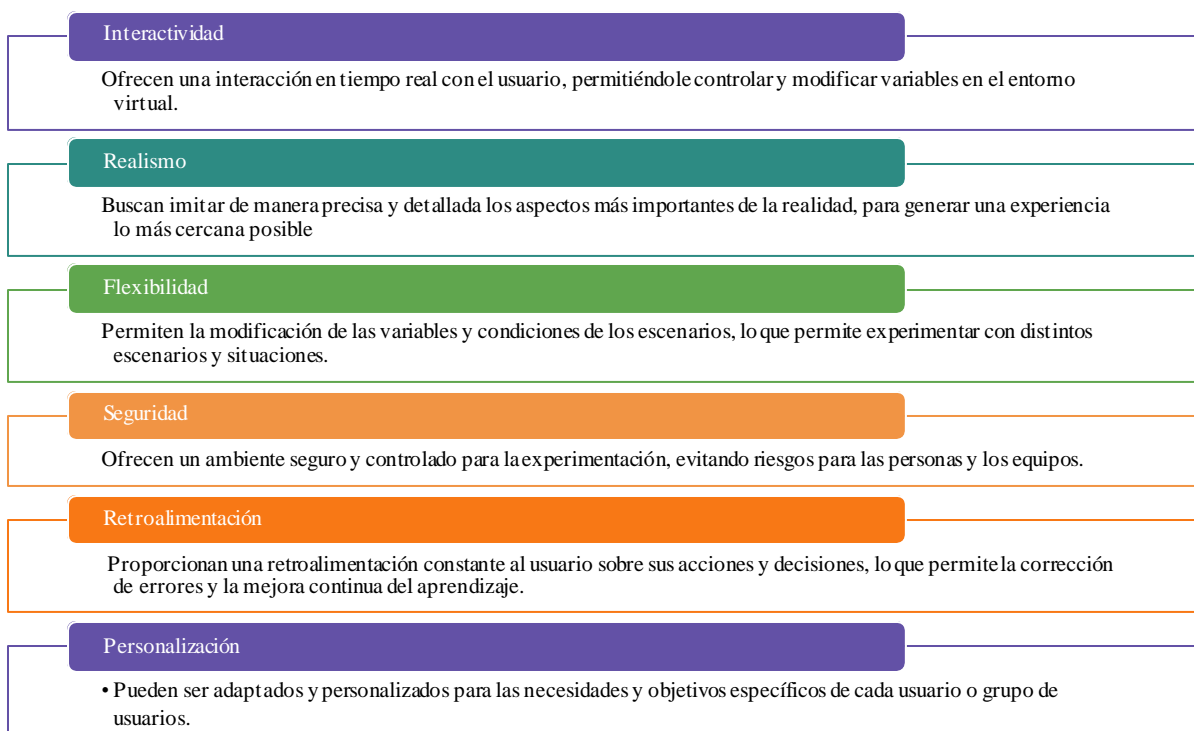 Interactividad
Ofrecen una interacción en tiempo real con el usuario, permitiéndole controlar y modificar variables en el entorno
virtual.
Realismo
Buscan imitar de manera precisa y detallada los aspectos más importantes de la realidad, para generar una experiencia
lo más cercana posible
Flexibilidad
Permiten la modificación de las variables y condiciones de los escenarios, lo que permite experimentar con distintos
escenarios y situaciones.
Seguridad
Ofrecen un ambiente seguro y controlado para la experimentación, evitando riesgos para las personas y los equipos.
Retroalimentación
Proporcionan una retroalimentación constante al usuario sobre sus acciones y decisiones, lo que permite la corrección
de errores y la mejora continua del aprendizaje.
Personalización
• Pueden ser adaptados y personalizados para las necesidades y objetivos específicos de cada usuario o grupo de
usuarios.